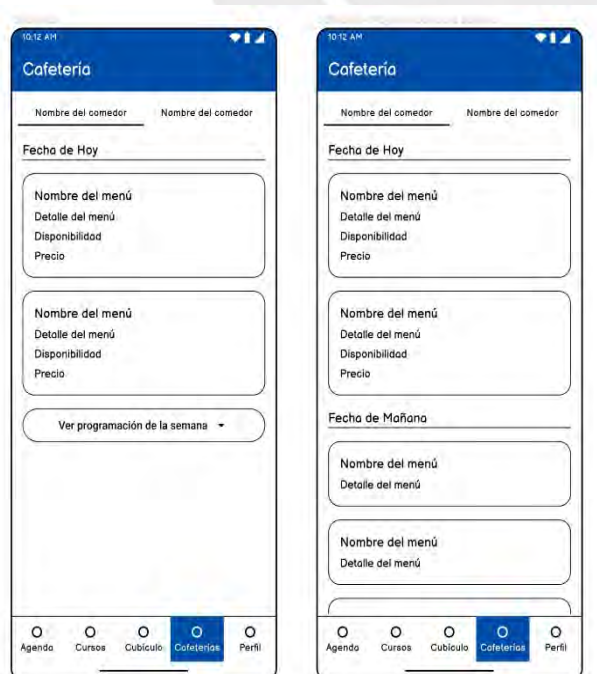 10:12 AM
Cafetería
Nombre del comedor Nombre del comedor
Fecha de Hoy
Nombre del menú
Detalle del menú
Disponibilidad
Precio
Nombre del menú
Detalle del menú
Disponibilidad
Precio
Ver programación de la semana
Agenda Cursos Cubículo Cafeterías Perfil
10:12 AM
Cafetería
Nombre del comedor Nombre del comedor
Fecha de Hoy
Nombre del menú
Detalle del menú
Disponibilidad
Precio
Nombre del menú
Detalle del menú
Disponibilidad
Precio
Fecha de Mañana
Nombre del menú
Detalle del menú
Nombre del menú
Detalle del menú
Agenda Cursos Cubículo Cafeterías Perfil